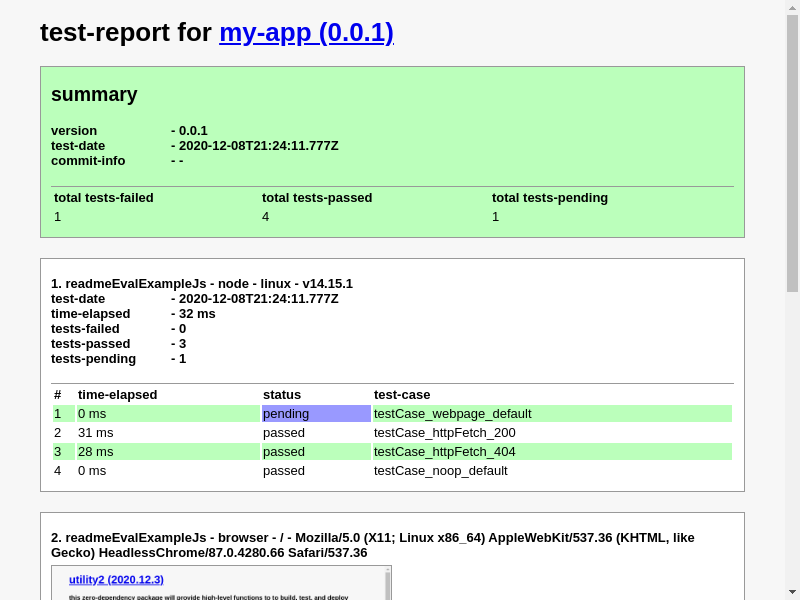 test-report for my-app (0.0.1)
summary
version - 0.0.1
test-date - 2020-12-08T21:24:11.777Z
commit-info - -
total tests-failed total tests-passed total tests-pending
1 4 1
1. readmeEvalExampleJs - node - linux - v14.15.1
test-date - 2020-12-08T21:24:11.777Z
time-elapsed - 32 ms
tests-failed - 0
tests-passed - 3
tests-pending - 1
# time-elapsed status test-case
1 0 ms pending testCase_webpage_default
2 31 ms passed testCase_httpFetch_200
3 28 ms passed testCase_httpFetch_404
4 0 ms passed testCase_noop_default
2. readmeEvalExampleJs - browser - / - Mozilla/5.0 (X11; Linux x86_64) AppleWebKit/537.36 (KHTML, like
Gecko) HeadlessChrome/87.0.4280.66 Safari/537.36
utility2 (2020.12.3)
this zero-dependency package will provide high-level functions to to build, test, and deploy